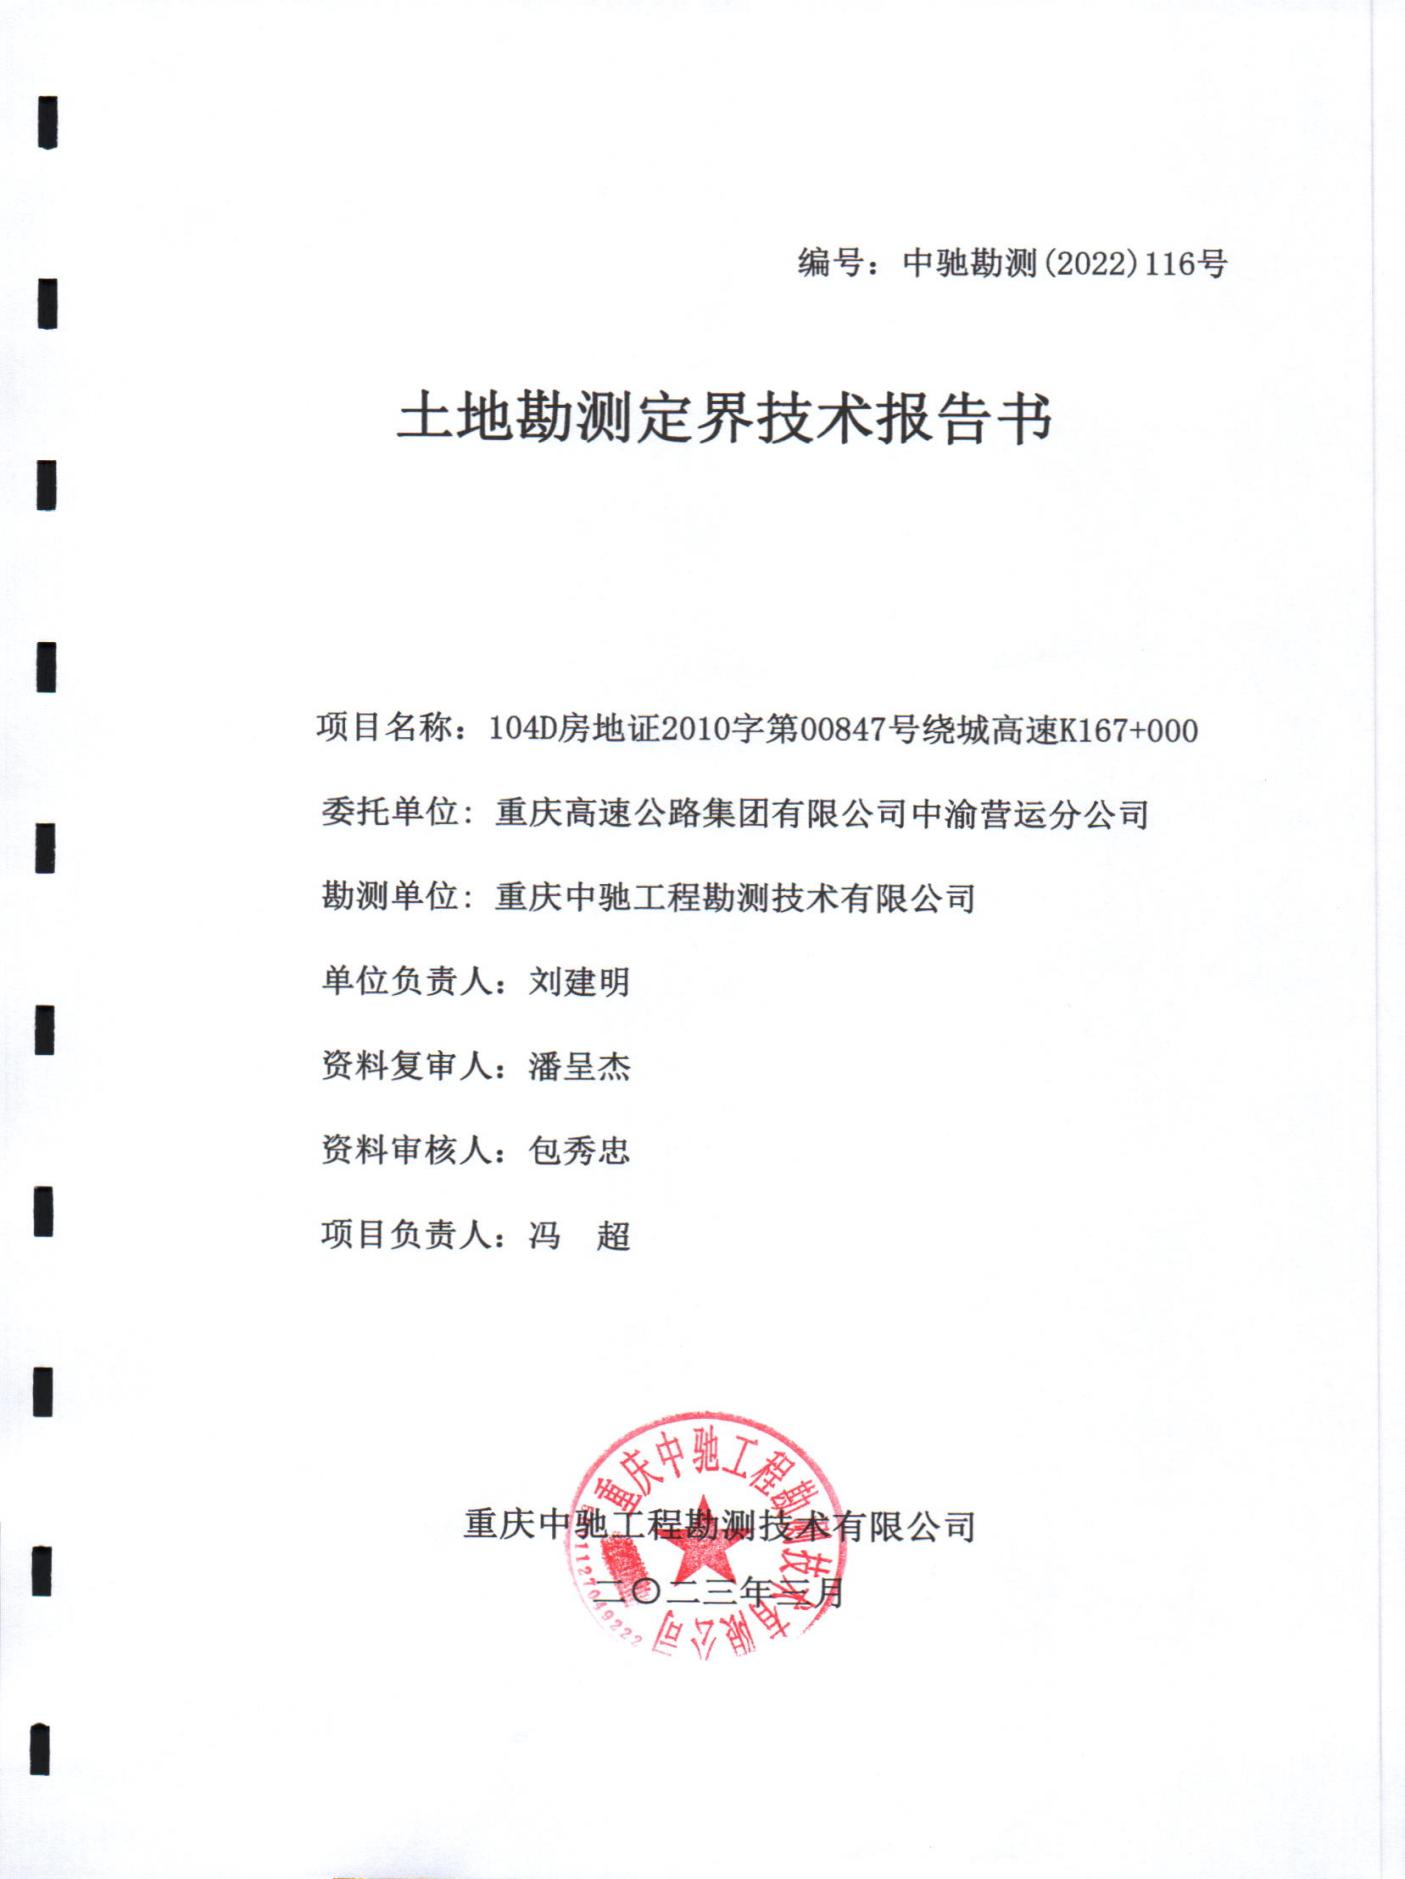 编号：中驰勘测(2022)116号
土地勘测定界技术报告书
项目名称：104D房地证2010字第00847号绕城高速K167+000
委托单位：重庆高速公路集团有限公司中渝营运分公司
勘测单位：重庆中驰工程勘测技术有限公司
单位负责人：刘建明
资料复审人：潘呈杰
资料审核人：包秀忠
项目负责人：冯　超
重庆中驰工程勘测技术有限公司
重庆中驰工程勘测技术有限公司
二〇二三年三月